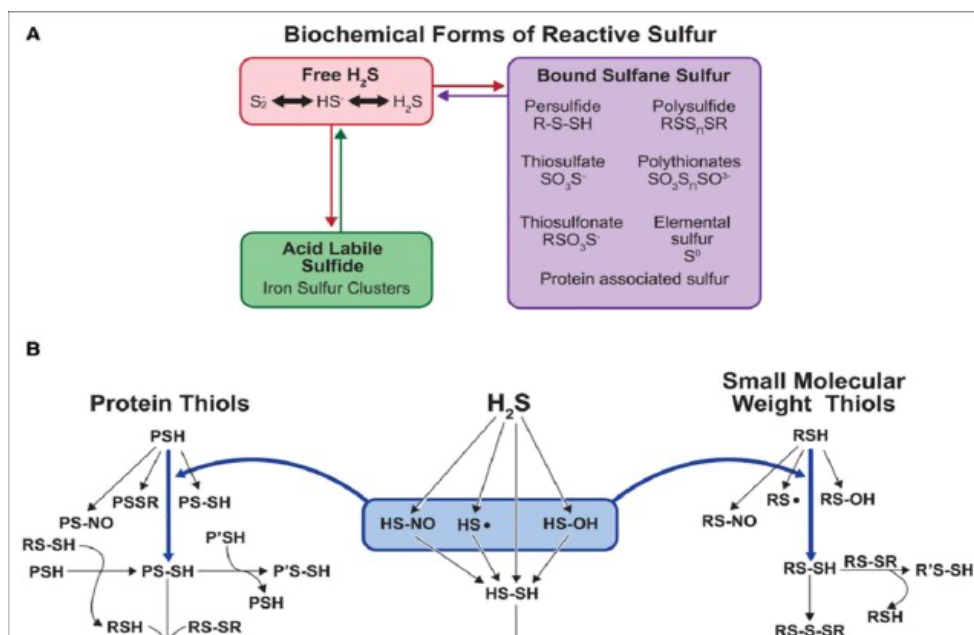 A
Biochemical Forms of Reactive Sulfur
Free H₂S
S₂⁻ HS⁻ H₂S
Bound Sulfane Sulfur
Persulfide Polysulfide
R-S-SH RSSₙSR
Thiosulfate Polythionates
SO₃S⁻ SO₃SₙSO³⁻
Thiosulfonate Elemental
RSO₃S⁻ sulfur
S⁰
Protein associated sulfur
Acid Labile
Sulfide
Iron Sulfur Clusters
B
Protein Thiols
PSH
PS-NO PSSR PS-SH
RS-SH P'SH
PSH PS-SH P'S-SH
PSH
RSH RS-SR
H₂S
HS-NO HS• HS-OH
HS-SH
Small Molecular
Weight Thiols
RSH
RS-NO RS• RS-OH
RS-SH RS-SR R'S-SH
RSH
RS-S-SR